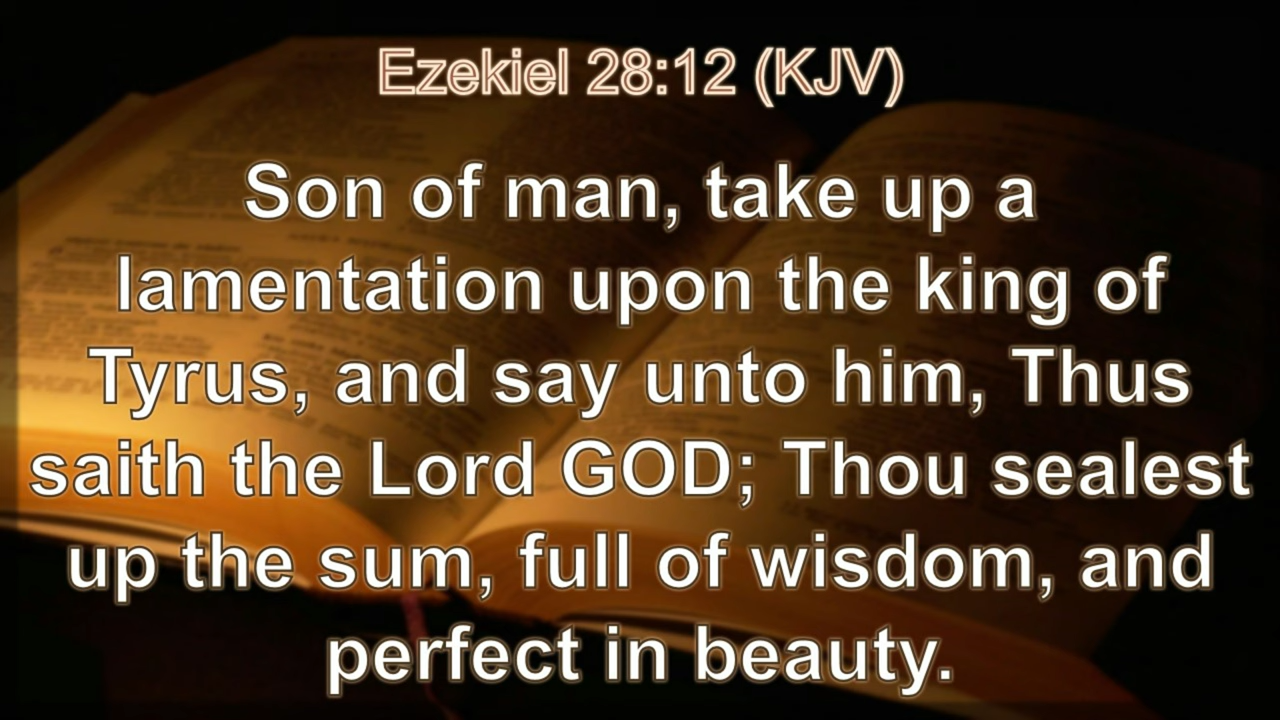 Ezekiel 28:12 (KJV)
Son of man, take up a
lamentation upon the king of
Tyrus, and say unto him, Thus
saith the Lord GOD; Thou sealest
up the sum, full of wisdom, and
perfect in beauty.